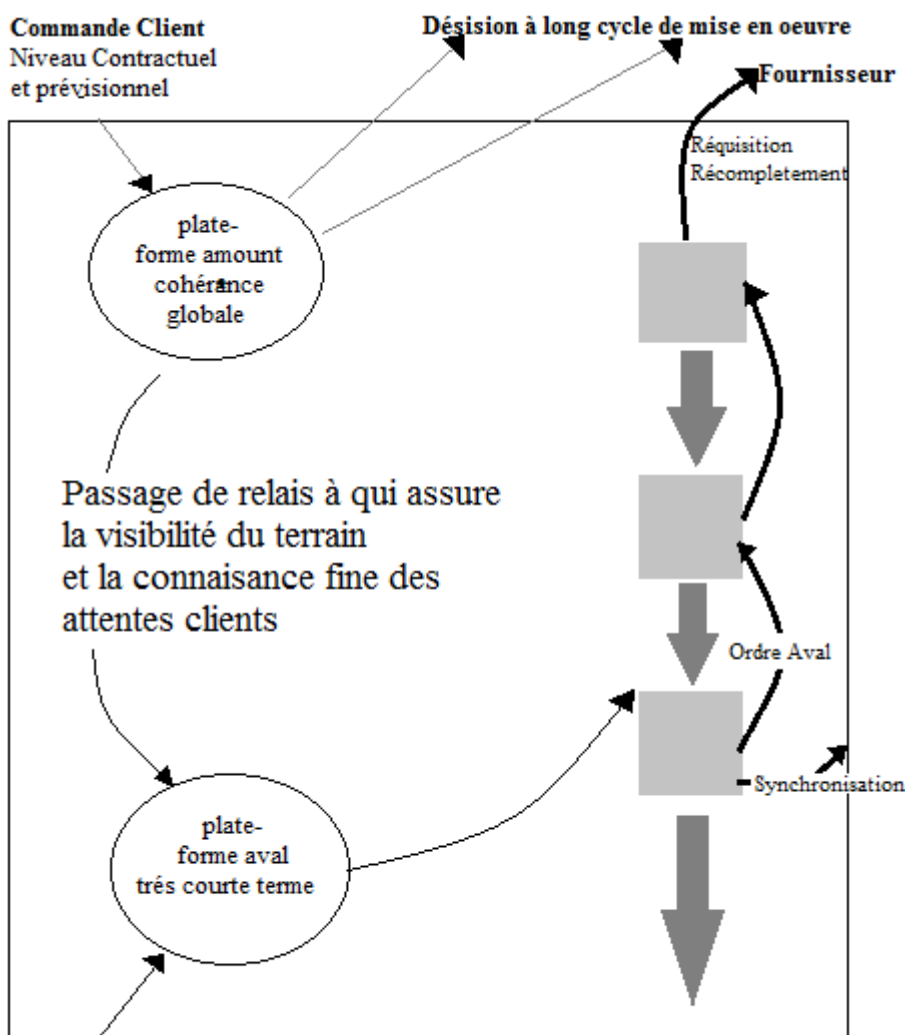 Commande Client
Niveau Contractuel
et prévisionnel
Désision à long cycle de mise en oeuvre
Fournisseur
Réquisition
Récompletement
plate-
forme amount
cohérance
globale
Passage de relais à qui assure
la visibilité du terrain
et la connaisance fine des
attentes clients
Ordre Aval
Synchronisation
plate-
forme aval
trés courte terme